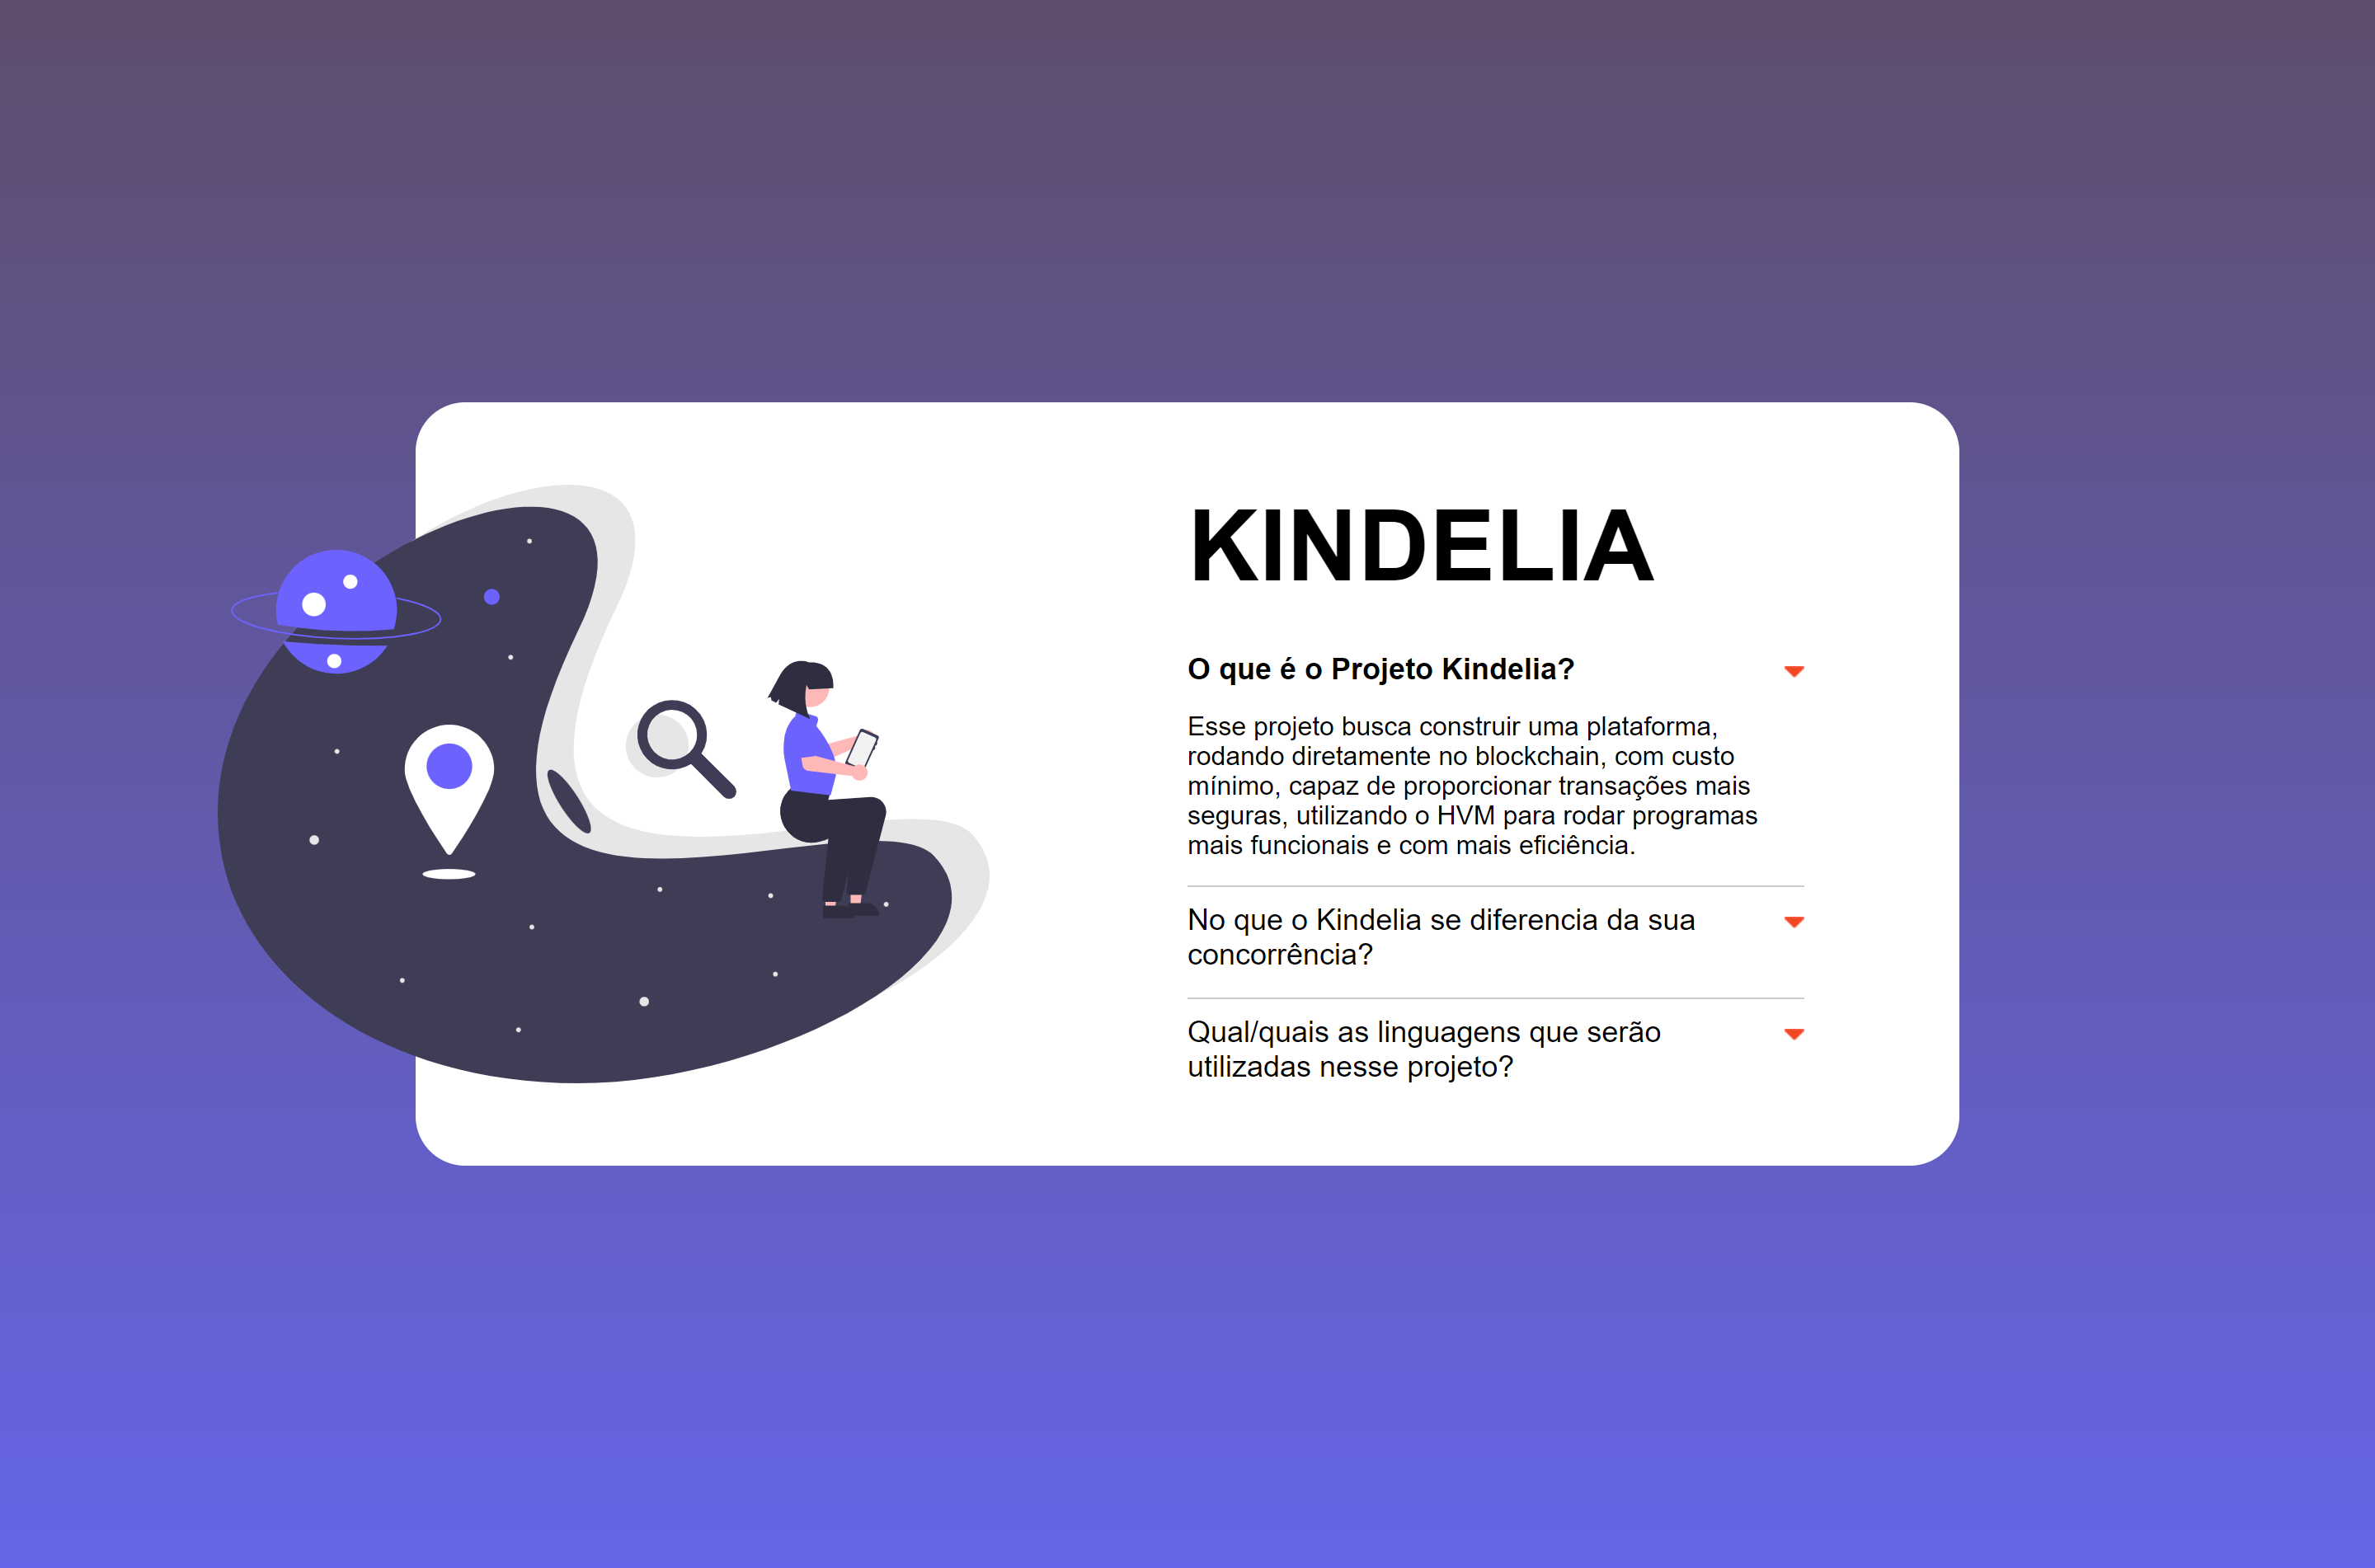 KINDELIA
O que é o Projeto Kindelia?
Esse projeto busca construir uma plataforma,
rodando diretamente no blockchain, com custo
mínimo, capaz de proporcionar transações mais
seguras, utilizando o HVM para rodar programas
mais funcionais e com mais eficiência.
No que o Kindelia se diferencia da sua
concorrência?
Qual/quais as linguagens que serão
utilizadas nesse projeto?